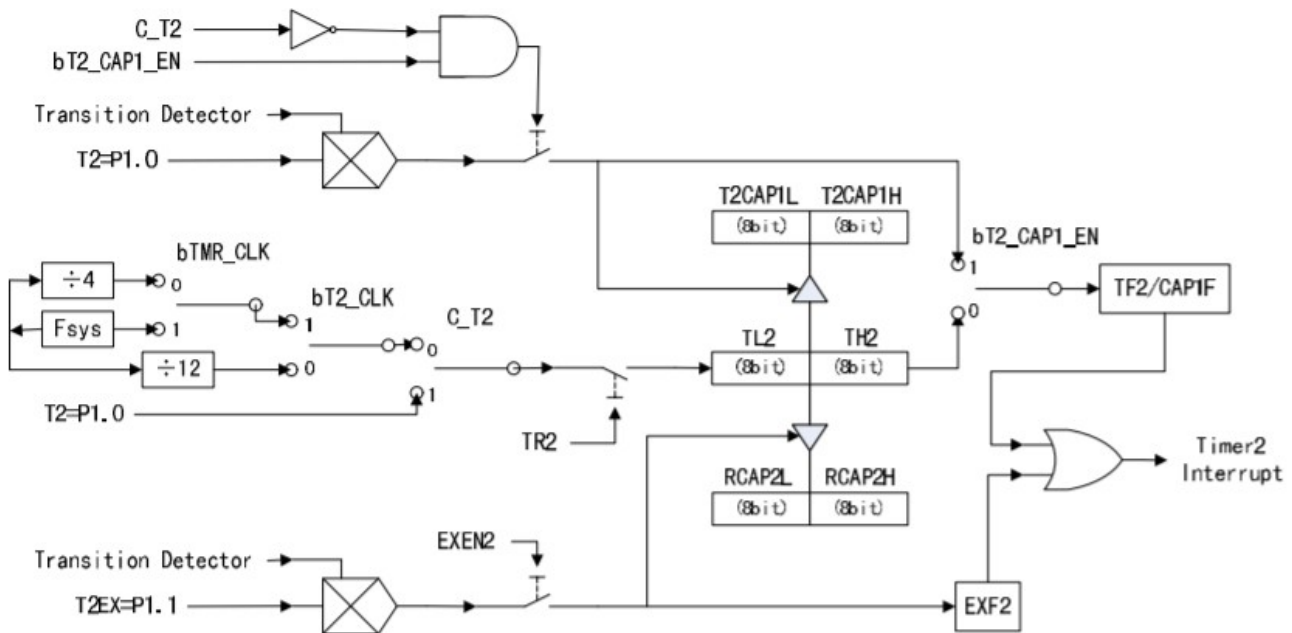 C_T2
bT2_CAP1_EN
Transition Detector
T2=P1.0
T2CAP1L T2CAP1H
(8bit) (8bit)
bT2_CAP1_EN
1
0
TF2/CAP1F
bTMR_CLK
÷4
0
Fsys
1
÷12
bT2_CLK
1
0
C_T2
0
1
T2=P1.0
TR2
TL2 TH2
(8bit) (8bit)
RCAP2L RCAP2H
(8bit) (8bit)
Timer2
Interrupt
EXEN2
Transition Detector
T2EX=P1.1
EXF2